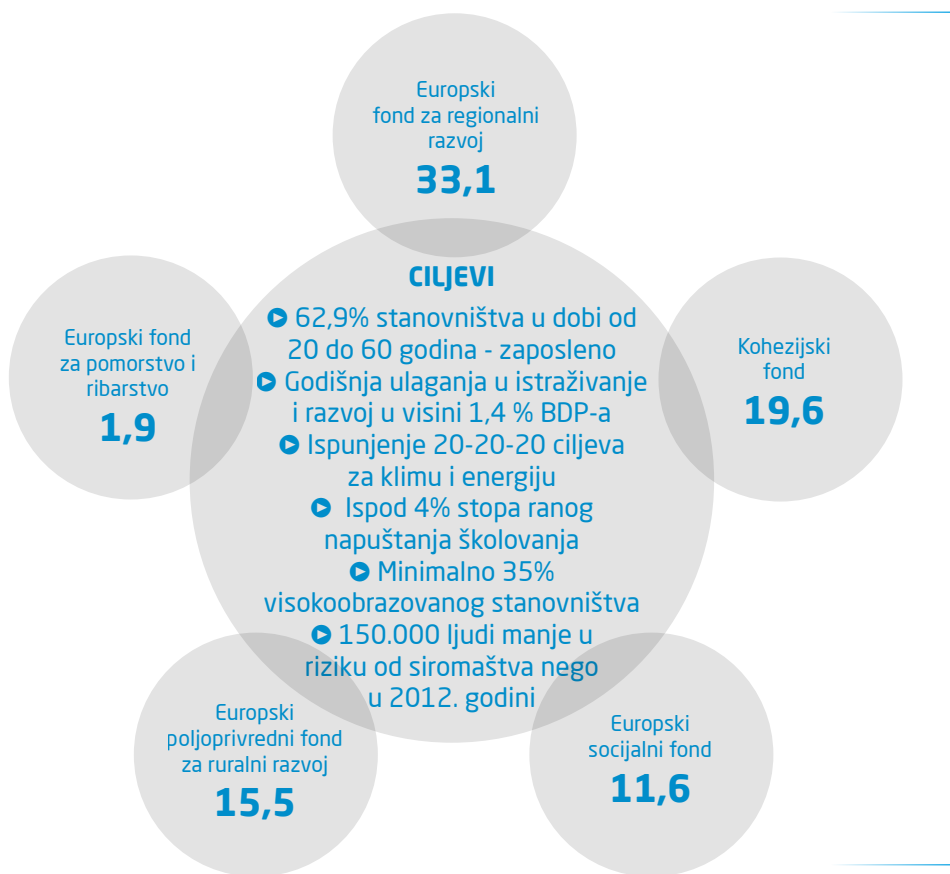 Europski
fond za regionalni
razvoj
33,1
CILJEVI
62,9% stanovništva u dobi od
20 do 60 godina - zaposleno
Godišnja ulaganja u istraživanje
i razvoj u visini 1,4 % BDP-a
Ispunjenje 20-20-20 ciljeva
za klimu i energiju
Ispod 4% stopa ranog
napuštanja školovanja
Minimalno 35%
visokoobrazovanog stanovništva
150.000 ljudi manje u
riziku od siromaštva nego
u 2012. godini
Europski fond
za pomorstvo i
ribarstvo
1,9
Kohezijski
fond
19,6
Europski
poljoprivredni fond
za ruralni razvoj
15,5
Europski
socijalni fond
11,6